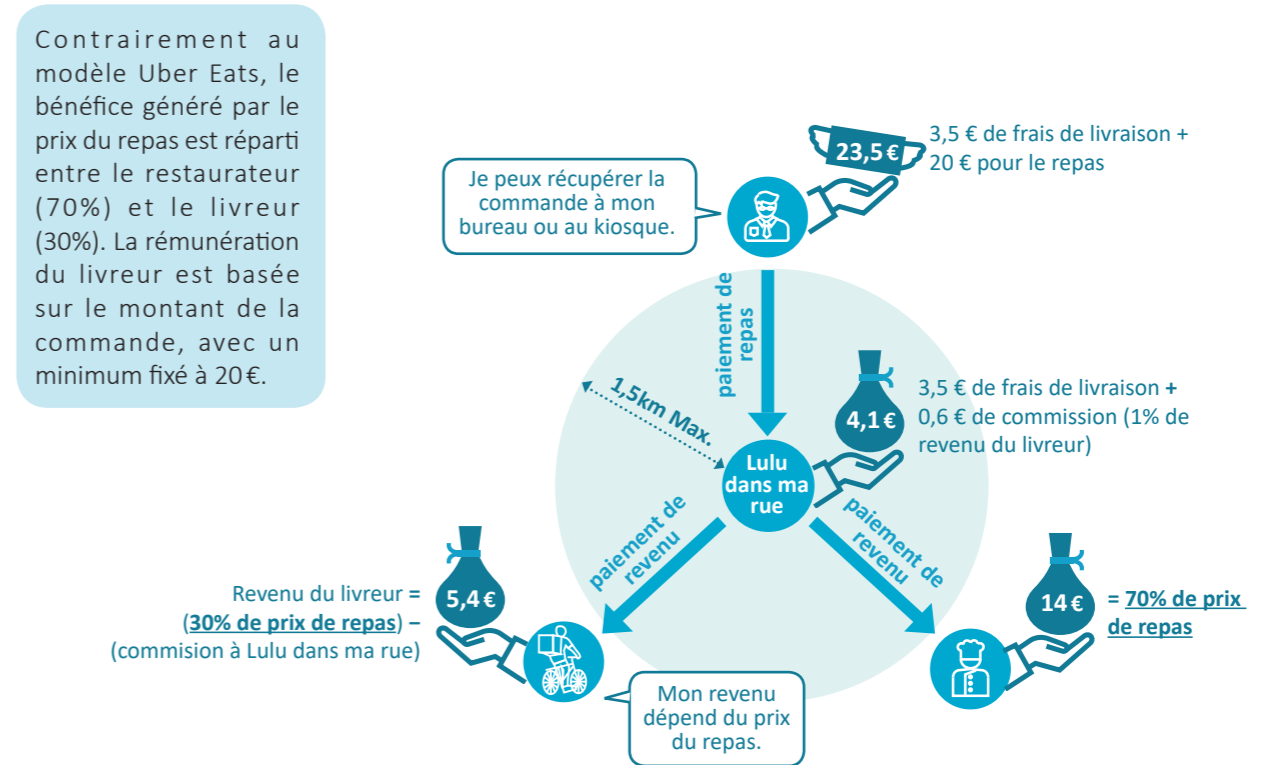 Contrairement au
modèle Uber Eats, le
bénéfice généré par le
prix du repas est réparti
entre le restaurateur
(70%) et le livreur
(30%). La rémunération
du livreur est basée
sur le montant de la
commande, avec un
minimum fixé à 20 €.
23,5 €
3,5 € de frais de livraison +
20 € pour le repas
Je peux récupérer la
commande à mon
bureau ou au kiosque.
paiement de
repas
1,5km Max.
4,1 €
3,5 € de frais de livraison +
0,6 € de commission (1% de
revenu du livreur)
Lulu
dans ma
rue
paiement de
revenu
paiement de
revenu
Revenu du livreur =
(30% de prix de repas) –
(commision à Lulu dans ma rue)
5,4 €
14 €
= 70% de prix
de repas
Mon revenu
dépend du prix
du repas.